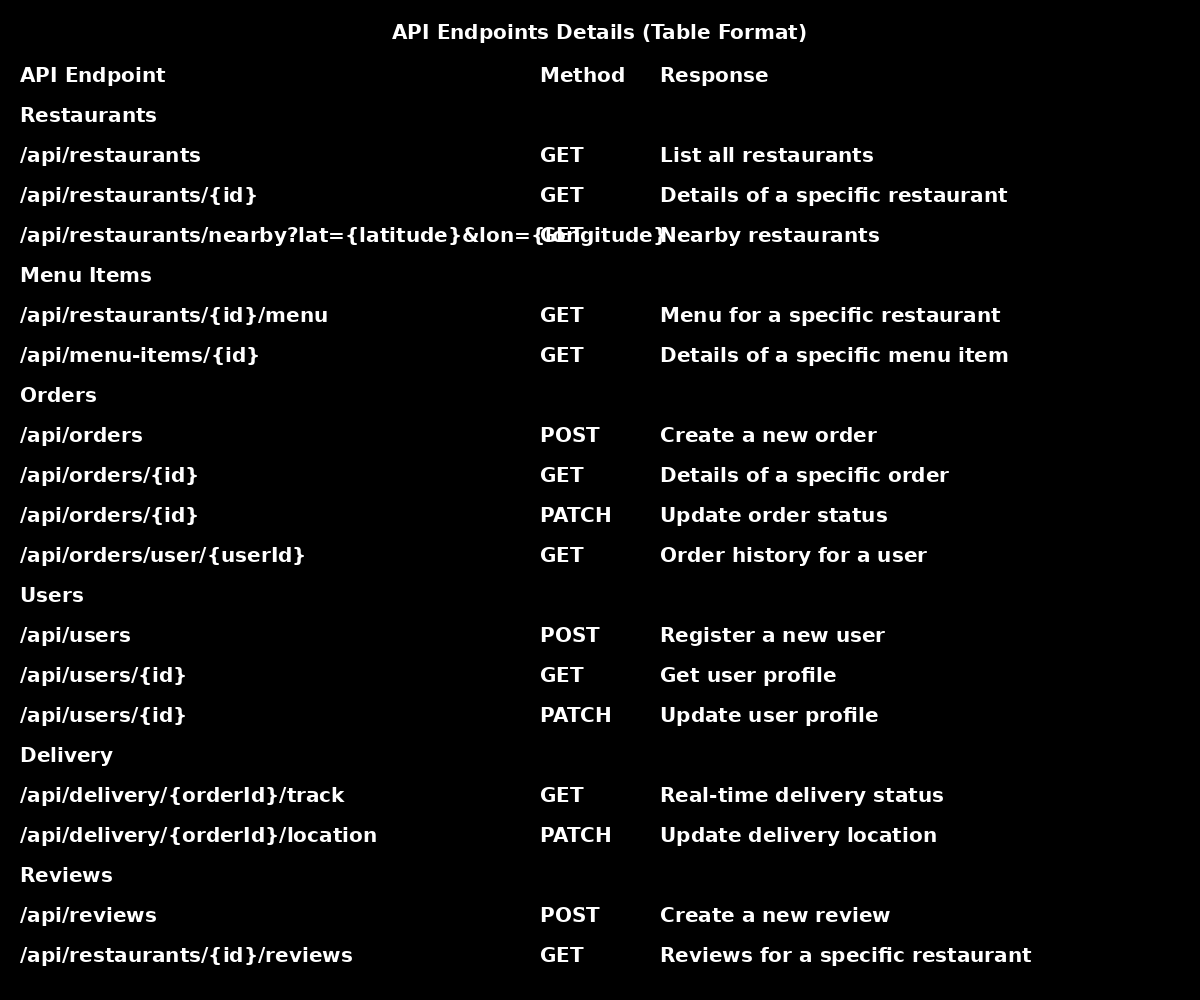 API Endpoints Details (Table Format)
API Endpoint Method Response
Restaurants
/api/restaurants GET List all restaurants
/api/restaurants/{id} GET Details of a specific restaurant
/api/restaurants/nearby?lat={latitude}&lon={longitude} GET Nearby restaurants
Menu Items
/api/restaurants/{id}/menu GET Menu for a specific restaurant
/api/menu-items/{id} GET Details of a specific menu item
Orders
/api/orders POST Create a new order
/api/orders/{id} GET Details of a specific order
/api/orders/{id} PATCH Update order status
/api/orders/user/{userId} GET Order history for a user
Users
/api/users POST Register a new user
/api/users/{id} GET Get user profile
/api/users/{id} PATCH Update user profile
Delivery
/api/delivery/{orderId}/track GET Real-time delivery status
/api/delivery/{orderId}/location PATCH Update delivery location
Reviews
/api/reviews POST Create a new review
/api/restaurants/{id}/reviews GET Reviews for a specific restaurant